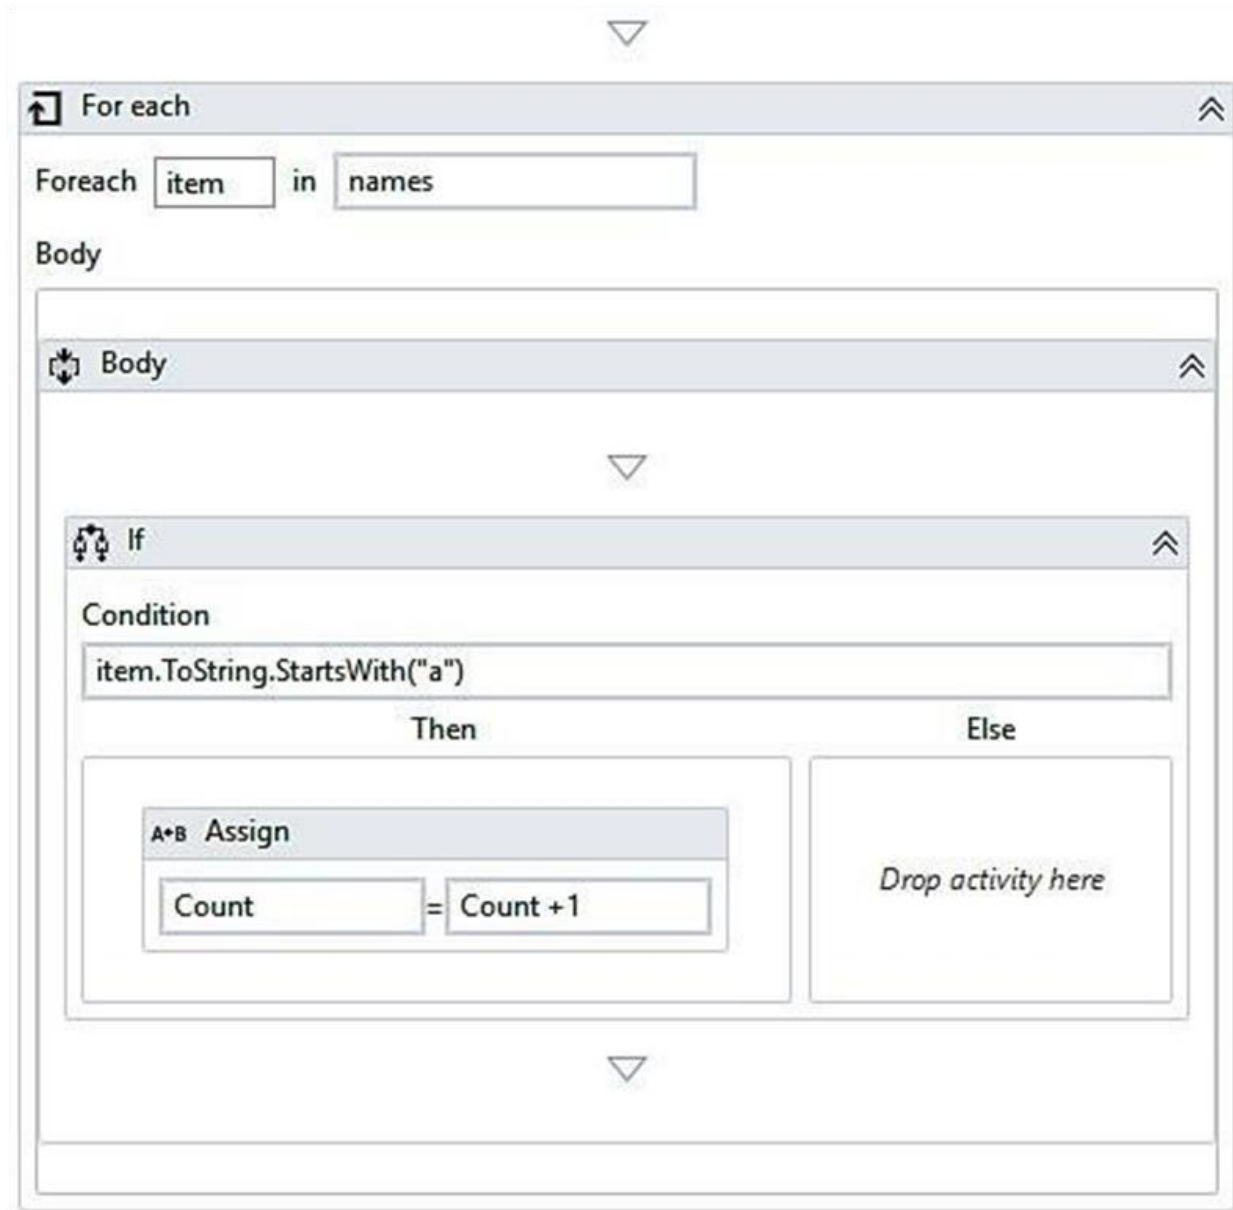 For each
Foreach item in names
Body
Body
If
Condition
item.ToString.StartsWith("a")
Then Else
A+B Assign
Count = Count +1
Drop activity here